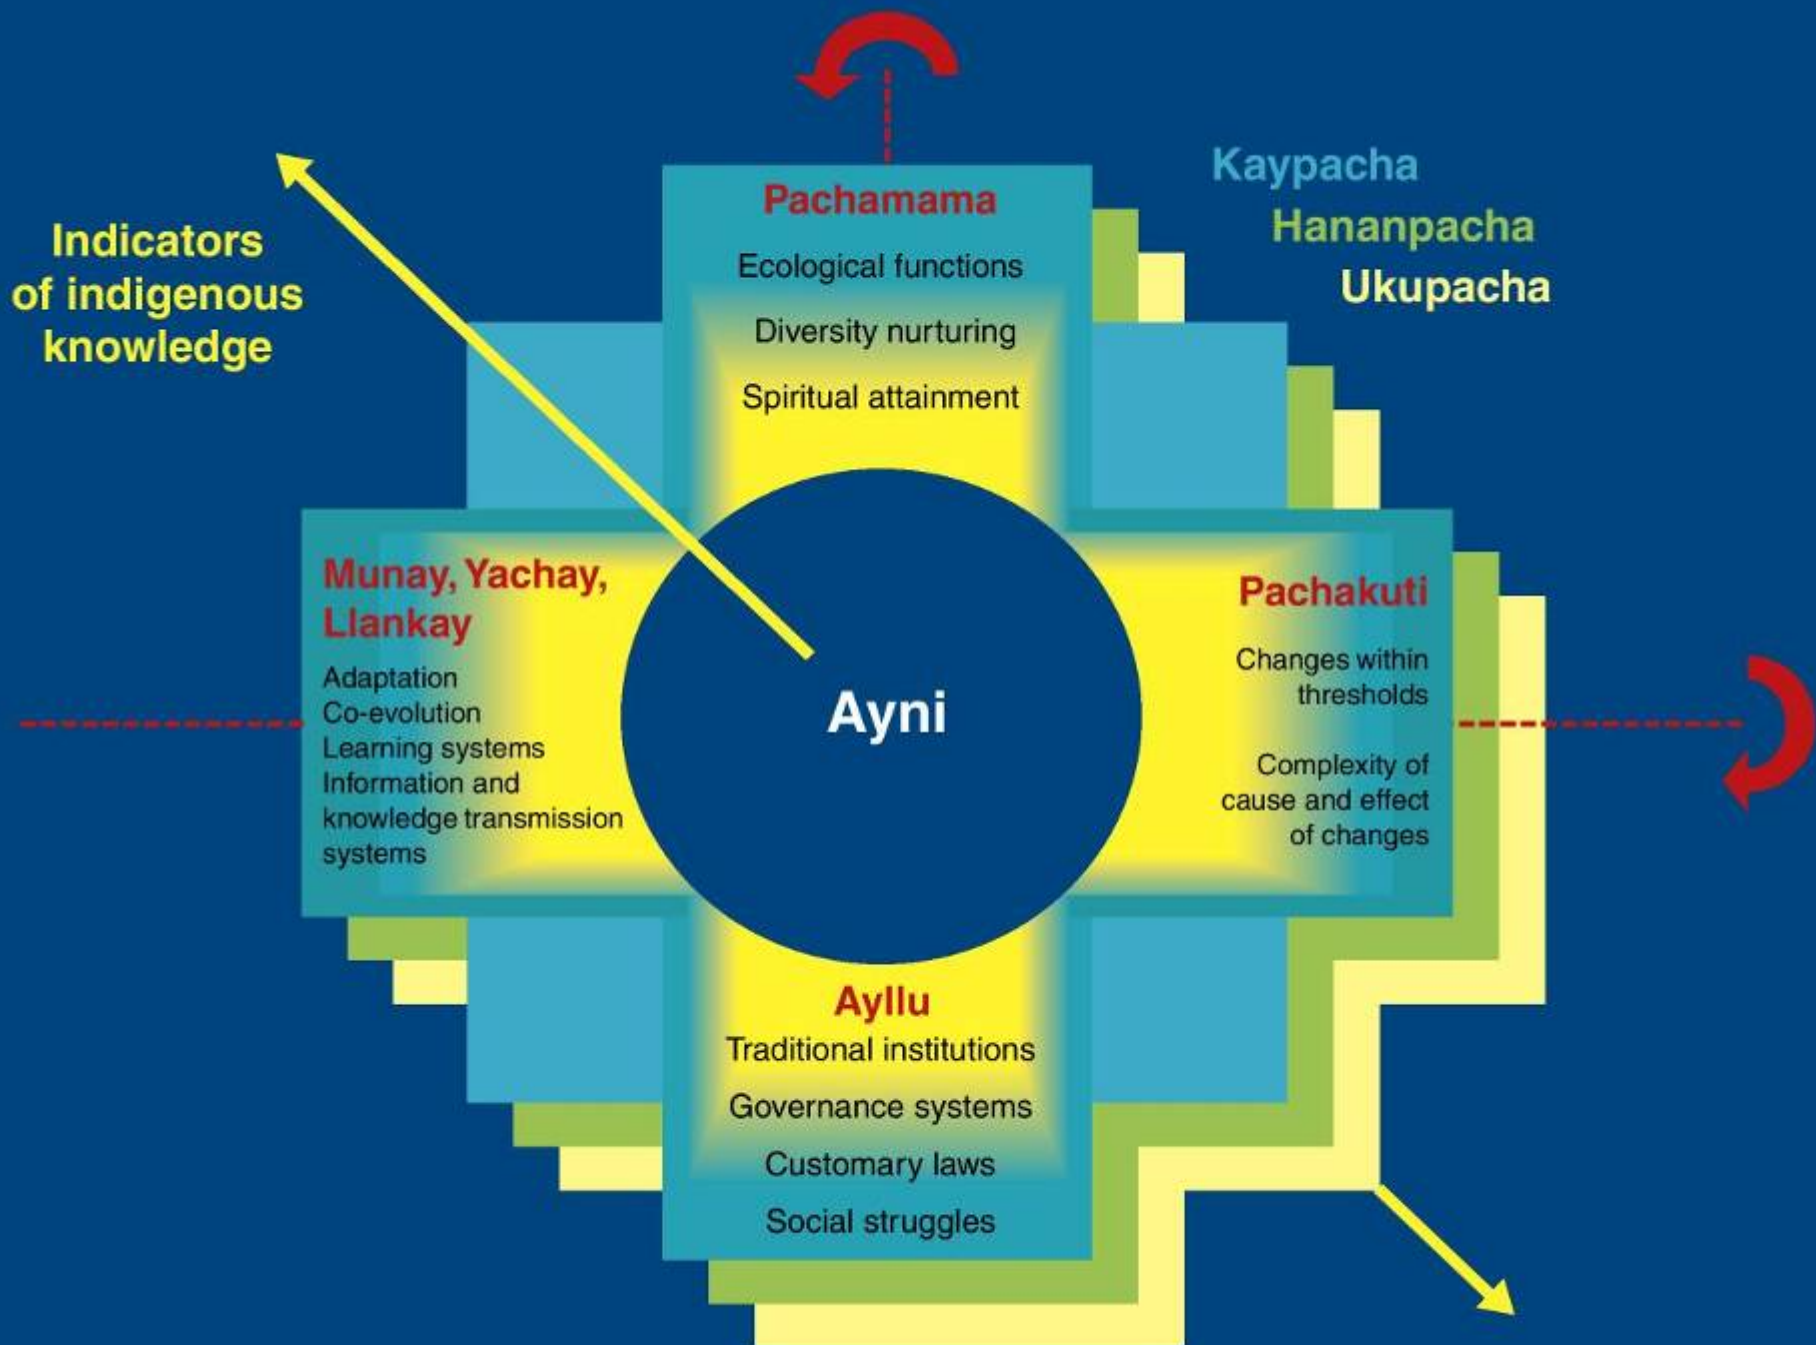 Kaypacha
Hananpacha
Ukupacha
Indicators
of indigenous
knowledge
Pachamama
Ecological functions
Diversity nurturing
Spiritual attainment
Munay, Yachay,
Llankay
Adaptation
Co-evolution
Learning systems
Information and
knowledge transmission
systems
Ayni
Pachakuti
Changes within
thresholds
Complexity of
cause and effect
of changes
Ayllu
Traditional institutions
Governance systems
Customary laws
Social struggles